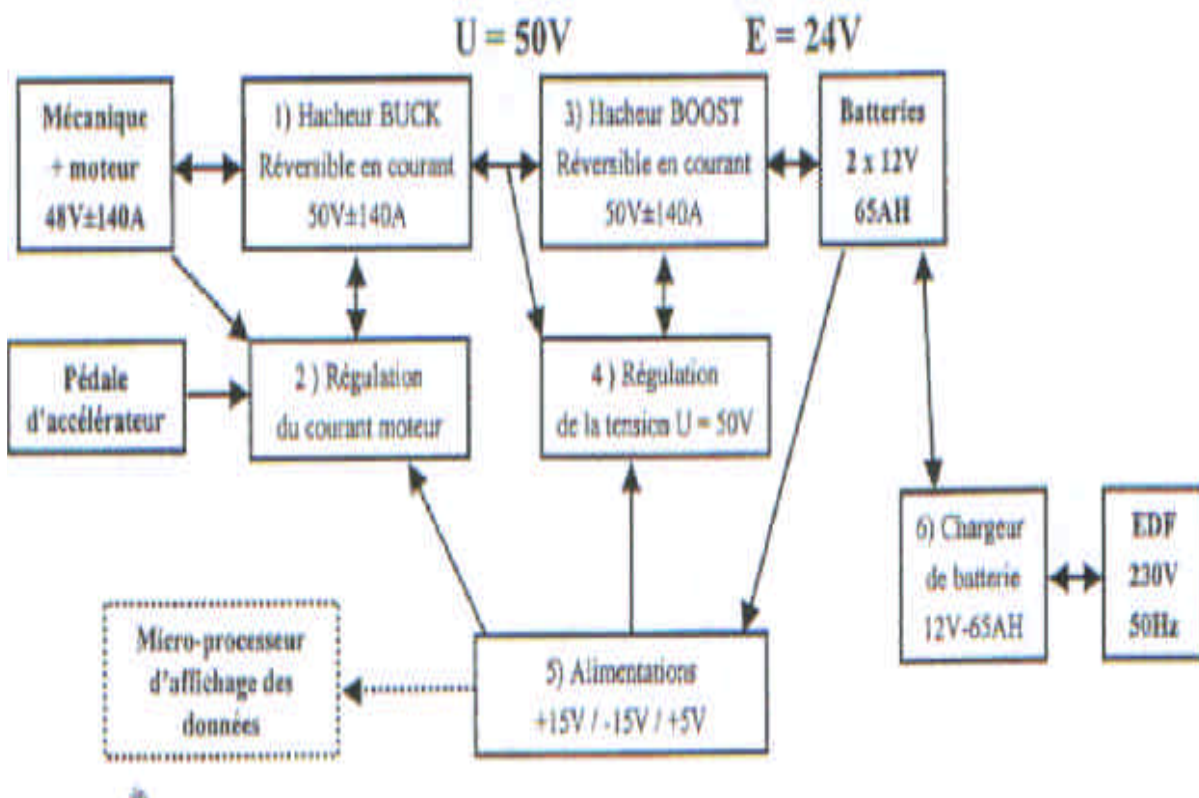 U = 50V
E = 24V
Mécanique
+ moteur
48V±140A
1) Hacheur BUCK
Réversible en courant
50V±140A
3) Hacheur BOOST
Réversible en courant
50V±140A
Batteries
2 x 12V
65AH
Pédale
d'accélérateur
2 ) Régulation
du courant moteur
4 ) Régulation
de la tension U = 50V
6) Chargeur
de batterie
12V-65AH
EDF
230V
50Hz
Micro-processeur
d'affichage des
données
5) Alimentations
+15V / -15V / +5V